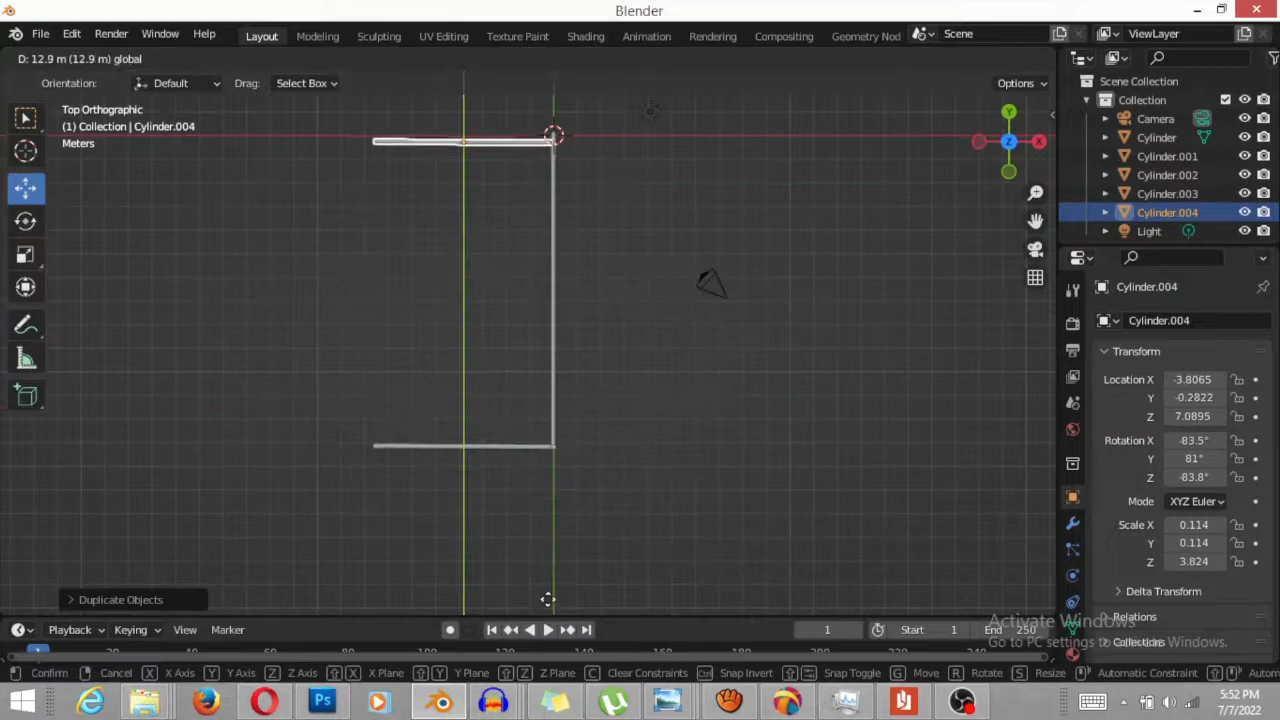 Blender
File Edit Render Window Help Layout Modeling Sculpting UV Editing Texture Paint Shading Animation Rendering Compositing Geometry Nod Scene ViewLayer
D: 12.9 m (12.9 m) global
Orientation: Default Drag: Select Box Options
Top Orthographic
(1) Collection | Cylinder.004
Meters
Y
Z
X
Scene Collection
Collection
Camera
Cylinder
Cylinder.001
Cylinder.002
Cylinder.003
Cylinder.004
Light
Cylinder.004
Cylinder.004
Transform
Location X -3.8065
Y -0.2822
Z 7.0895
Rotation X -83.5°
Y 81°
Z -83.8°
Mode XYZ Euler
Scale X 0.114
Y 0.114
Z 3.824
Delta Transform
Relations
Collections
Activate Windows
Go to PC settings to activate Windows.
Duplicate Objects
Playback Keying View Marker 1 Start 1 End 250
Confirm Cancel X X Axis Y Y Axis Z Z Axis X X Plane Y Y Plane Z Z Plane C Clear Constraints Ctrl Snap Invert Snap Toggle G Move R Rotate S Resize Automatic Constraint Automa
Ps
5:52 PM
7/7/2022